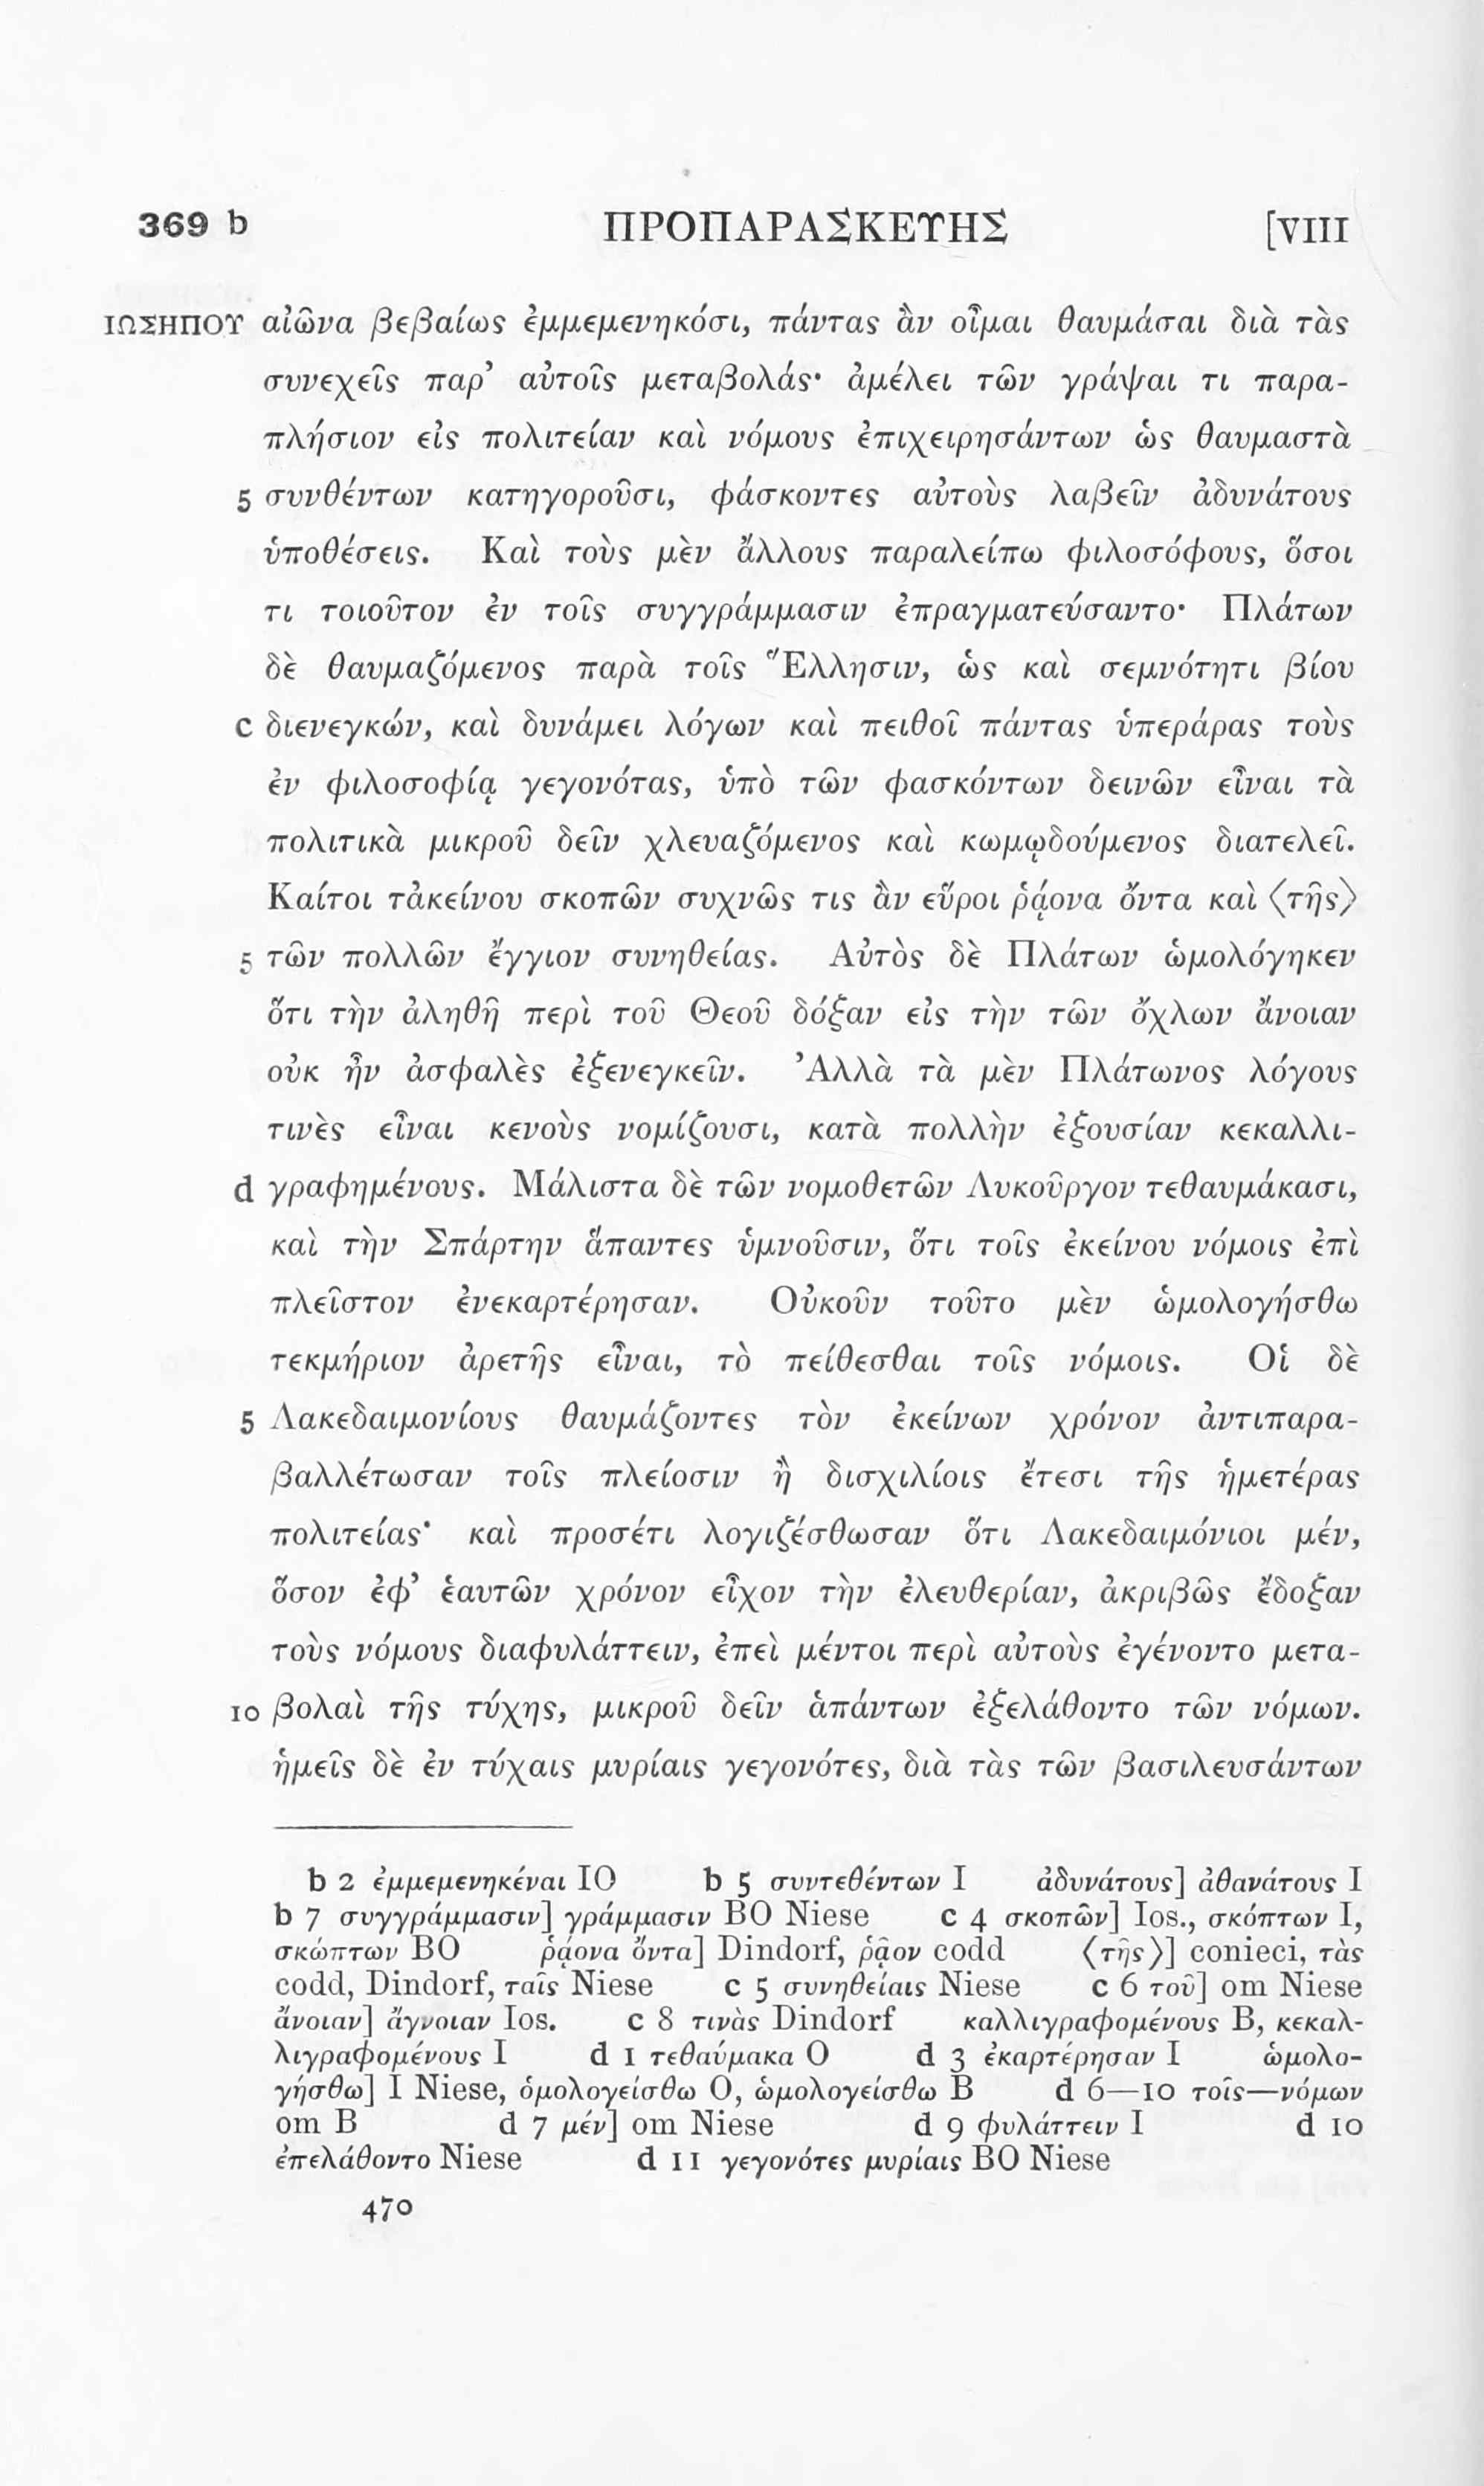 369 b ΠΡΟΠΑΡΑΣΚΕΥΗΣ [VIII
ΙΩΣΗΠΟΥ αἰῶνα βεβαίως ἐμμεμενηκόσι, πάντας ἂν οἶμαι θαυμάσαι διὰ τὰς
συνεχεῖς παρ’ αὐτοῖς μεταβολάς· ἀμέλει τῶν γράψαι τι παρα-
πλήσιον εἰς πολιτείαν καὶ νόμους ἐπιχειρησάντων ὡς θαυμαστὰ
5 συνθέντων κατηγοροῦσι, φάσκοντες αὐτοὺς λαβεῖν ἀδυνάτους
ὑποθέσεις. Καὶ τοὺς μὲν ἄλλους παραλείπω φιλοσόφους, ὅσοι
τι τοιοῦτον ἐν τοῖς συγγράμμασιν ἐπραγματεύσαντο· Πλάτων
δὲ θαυμαζόμενος παρὰ τοῖς Ἕλλησιν, ὡς καὶ σεμνότητι βίου
c διενεγκών, καὶ δυνάμει λόγων καὶ πειθοῖ πάντας ὑπεράρας τοὺς
ἐν φιλοσοφίᾳ γεγονότας, ὑπὸ τῶν φασκόντων δεινῶν εἶναι τὰ
πολιτικὰ μικροῦ δεῖν χλευαζόμενος καὶ κωμῳδούμενος διατελεῖ.
Καίτοι τἀκείνου σκοπῶν συχνῶς τις ἂν εὕροι ῥᾴονα ὄντα καὶ ⟨τῆς⟩
5 τῶν πολλῶν ἔγγιον συνηθείας. Αὐτὸς δὲ Πλάτων ὡμολόγηκεν
ὅτι τὴν ἀληθῆ περὶ τοῦ Θεοῦ δόξαν εἰς τὴν τῶν ὄχλων ἄνοιαν
οὐκ ἦν ἀσφαλὲς ἐξενεγκεῖν. Ἀλλὰ τὰ μὲν Πλάτωνος λόγους
τινὲς εἶναι κενοὺς νομίζουσι, κατὰ πολλὴν ἐξουσίαν κεκαλλι-
d γραφημένους. Μάλιστα δὲ τῶν νομοθετῶν Λυκοῦργον τεθαυμάκασι,
καὶ τὴν Σπάρτην ἅπαντες ὑμνοῦσιν, ὅτι τοῖς ἐκείνου νόμοις ἐπὶ
πλεῖστον ἐνεκαρτέρησαν. Οὐκοῦν τοῦτο μὲν ὡμολογήσθω
τεκμήριον ἀρετῆς εἶναι, τὸ πείθεσθαι τοῖς νόμοις. Οἱ δὲ
5 Λακεδαιμονίους θαυμάζοντες τὸν ἐκείνων χρόνον ἀντιπαρα-
βαλλέτωσαν τοῖς πλείοσιν ἢ δισχιλίοις ἔτεσι τῆς ἡμετέρας
πολιτείας· καὶ προσέτι λογιζέσθωσαν ὅτι Λακεδαιμόνιοι μέν,
ὅσον ἐφ’ ἑαυτῶν χρόνον εἶχον τὴν ἐλευθερίαν, ἀκριβῶς ἔδοξαν
τοὺς νόμους διαφυλάττειν, ἐπεὶ μέντοι περὶ αὐτοὺς ἐγένοντο μετα-
10 βολαὶ τῆς τύχης, μικροῦ δεῖν ἁπάντων ἐξελάθοντο τῶν νόμων.
ἡμεῖς δὲ ἐν τύχαις μυρίαις γεγονότες, διὰ τὰς τῶν βασιλευσάντων
b 2 ἐμμεμενηκέναι IO b 5 συντεθέντων I ἀδυνάτους] ἀθανάτους I
b 7 συγγράμμασιν] γράμμασιν BO Niese c 4 σκοπῶν] Ios., σκόπτων I,
σκώπτων BO ῥᾴονα ὄντα] Dindorf, ῥᾷον codd ⟨τῆς⟩] conieci, τὰς
codd, Dindorf, ταῖς Niese c 5 συνηθείαις Niese c 6 τοῦ] om Niese
ἄνοιαν] ἄγνοιαν Ios. c 8 τινὰς Dindorf καλλιγραφομένους B, κεκαλ-
λιγραφομένους I d 1 τεθαύμακα O d 3 ἐκαρτέρησαν I ὡμολο-
γήσθω] I Niese, ὁμολογείσθω O, ὡμολογείσθω B d 6—10 τοῖς—νόμων
om B d 7 μέν] om Niese d 9 φυλάττειν I d 10
ἐπελάθοντο Niese d 11 γεγονότες μυρίαις BO Niese
470